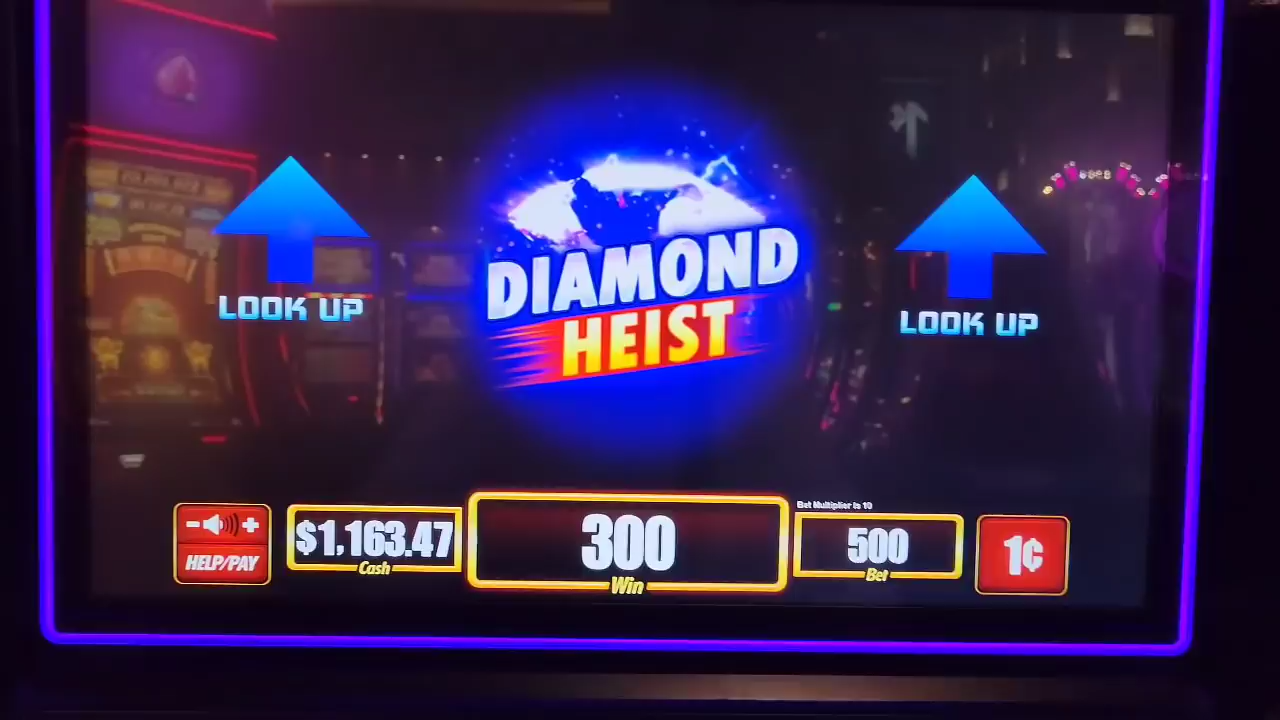 DIAMOND
HEIST
LOOK UP
LOOK UP
Bet Multiplier is 10
- +
HELP/PAY
$1,163.47
Cash
300
Win
500
Bet
1¢